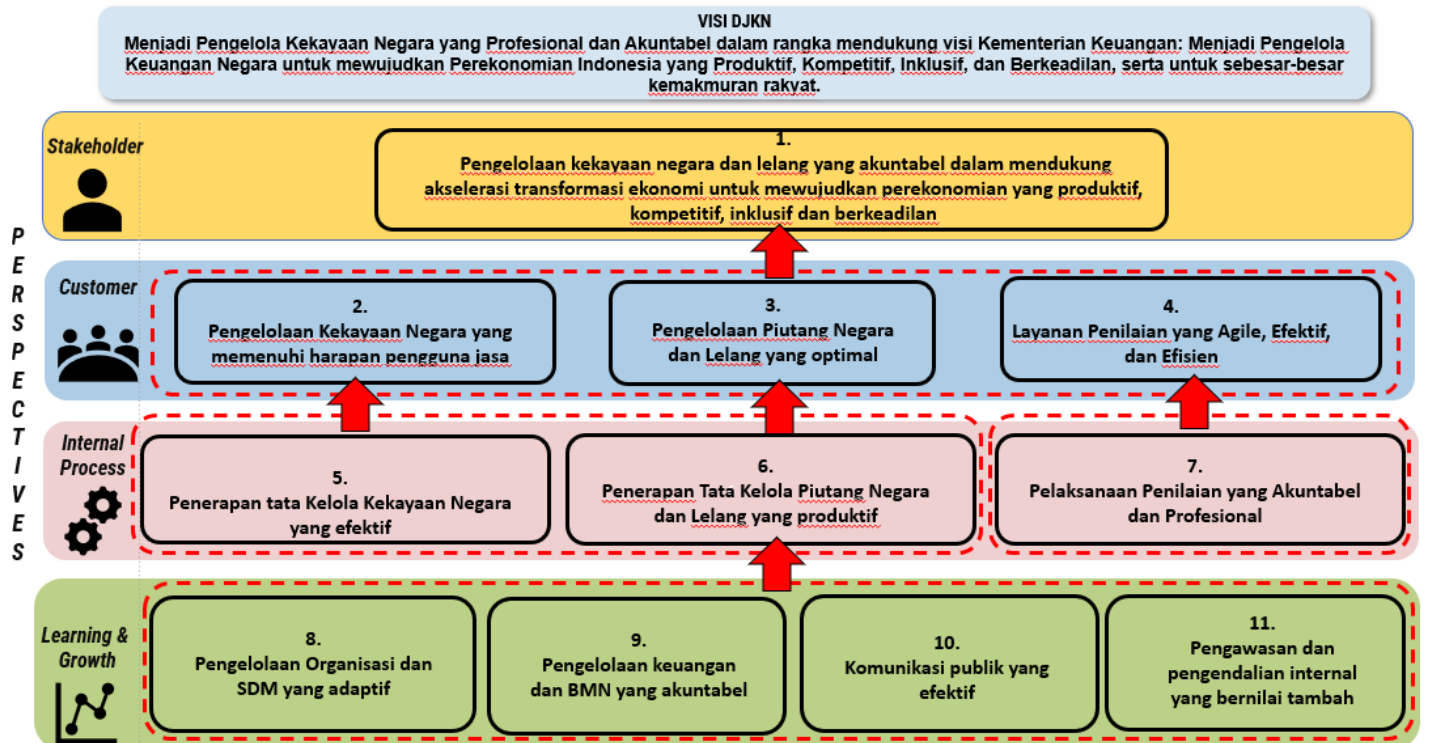 VISI DJKN
Menjadi Pengelola Kekayaan Negara yang Profesional dan Akuntabel dalam rangka mendukung visi Kementerian Keuangan: Menjadi Pengelola
Keuangan Negara untuk mewujudkan Perekonomian Indonesia yang Produktif, Kompetitif, Inklusif, dan Berkeadilan, serta untuk sebesar-besar
kemakmuran rakyat.
PERSPECTIVES
Stakeholder
1.
Pengelolaan kekayaan negara dan lelang yang akuntabel dalam mendukung
akselerasi transformasi ekonomi untuk mewujudkan perekonomian yang produktif,
kompetitif, inklusif dan berkeadilan
Customer
2.
Pengelolaan Kekayaan Negara yang
memenuhi harapan pengguna jasa
3.
Pengelolaan Piutang Negara
dan Lelang yang optimal
4.
Layanan Penilaian yang Agile, Efektif,
dan Efisien
Internal
Process
5.
Penerapan tata Kelola Kekayaan Negara
yang efektif
6.
Penerapan Tata Kelola Piutang Negara
dan Lelang yang produktif
7.
Pelaksanaan Penilaian yang Akuntabel
dan Profesional
Learning &
Growth
8.
Pengelolaan Organisasi dan
SDM yang adaptif
9.
Pengelolaan keuangan
dan BMN yang akuntabel
10.
Komunikasi publik yang
efektif
11.
Pengawasan dan
pengendalian internal
yang bernilai tambah